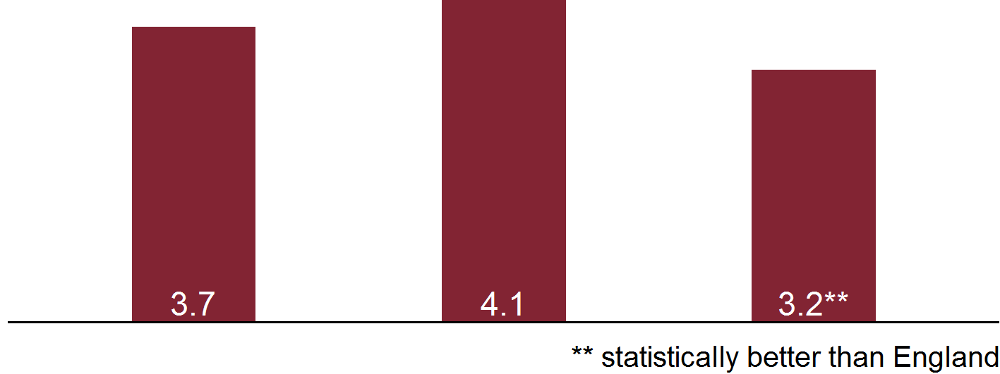 3.7 4.1 3.2**
** statistically better than England